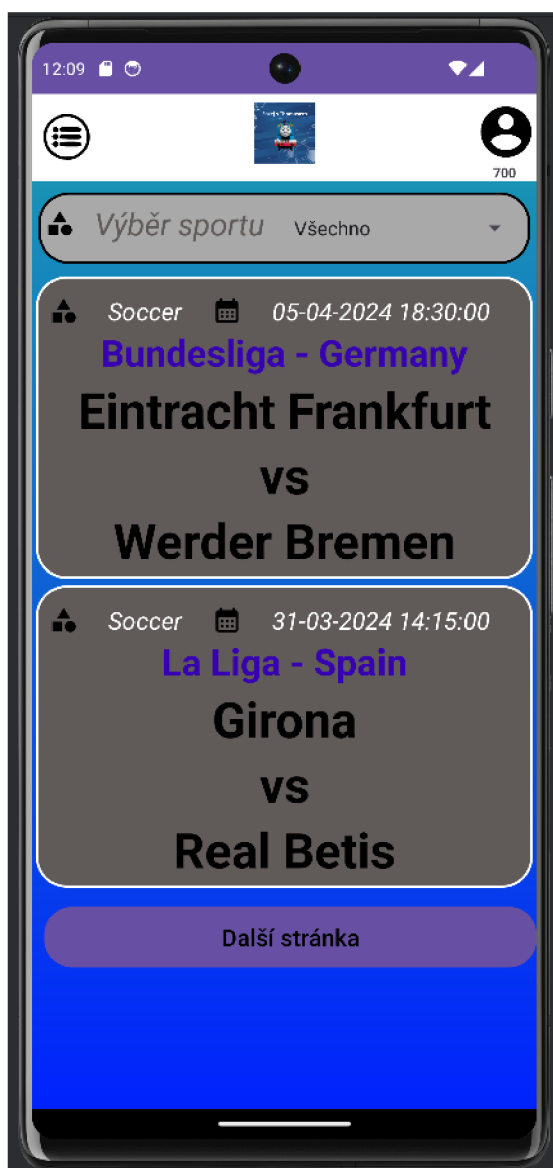 12:09
700
Výběr sportu Všechno
Soccer 05-04-2024 18:30:00
Bundesliga - Germany
Eintracht Frankfurt
vs
Werder Bremen
Soccer 31-03-2024 14:15:00
La Liga - Spain
Girona
vs
Real Betis
Další stránka